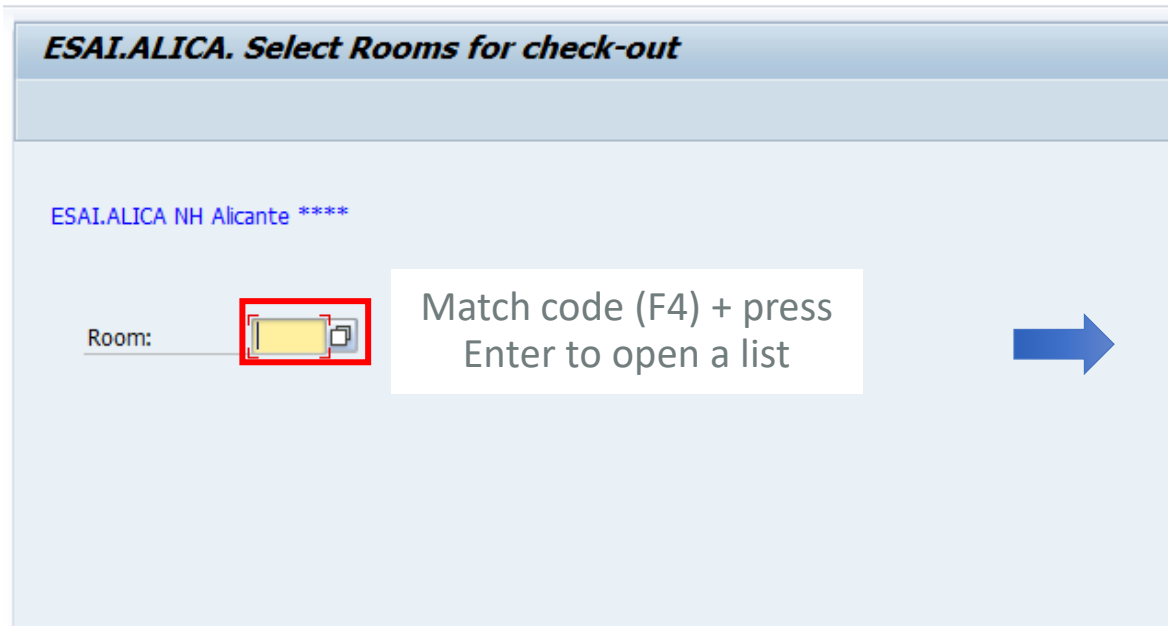 ESAI.ALICA. Select Rooms for check-out
ESAI.ALICA NH Alicante ****
Room:
Match code (F4) + press
Enter to open a list